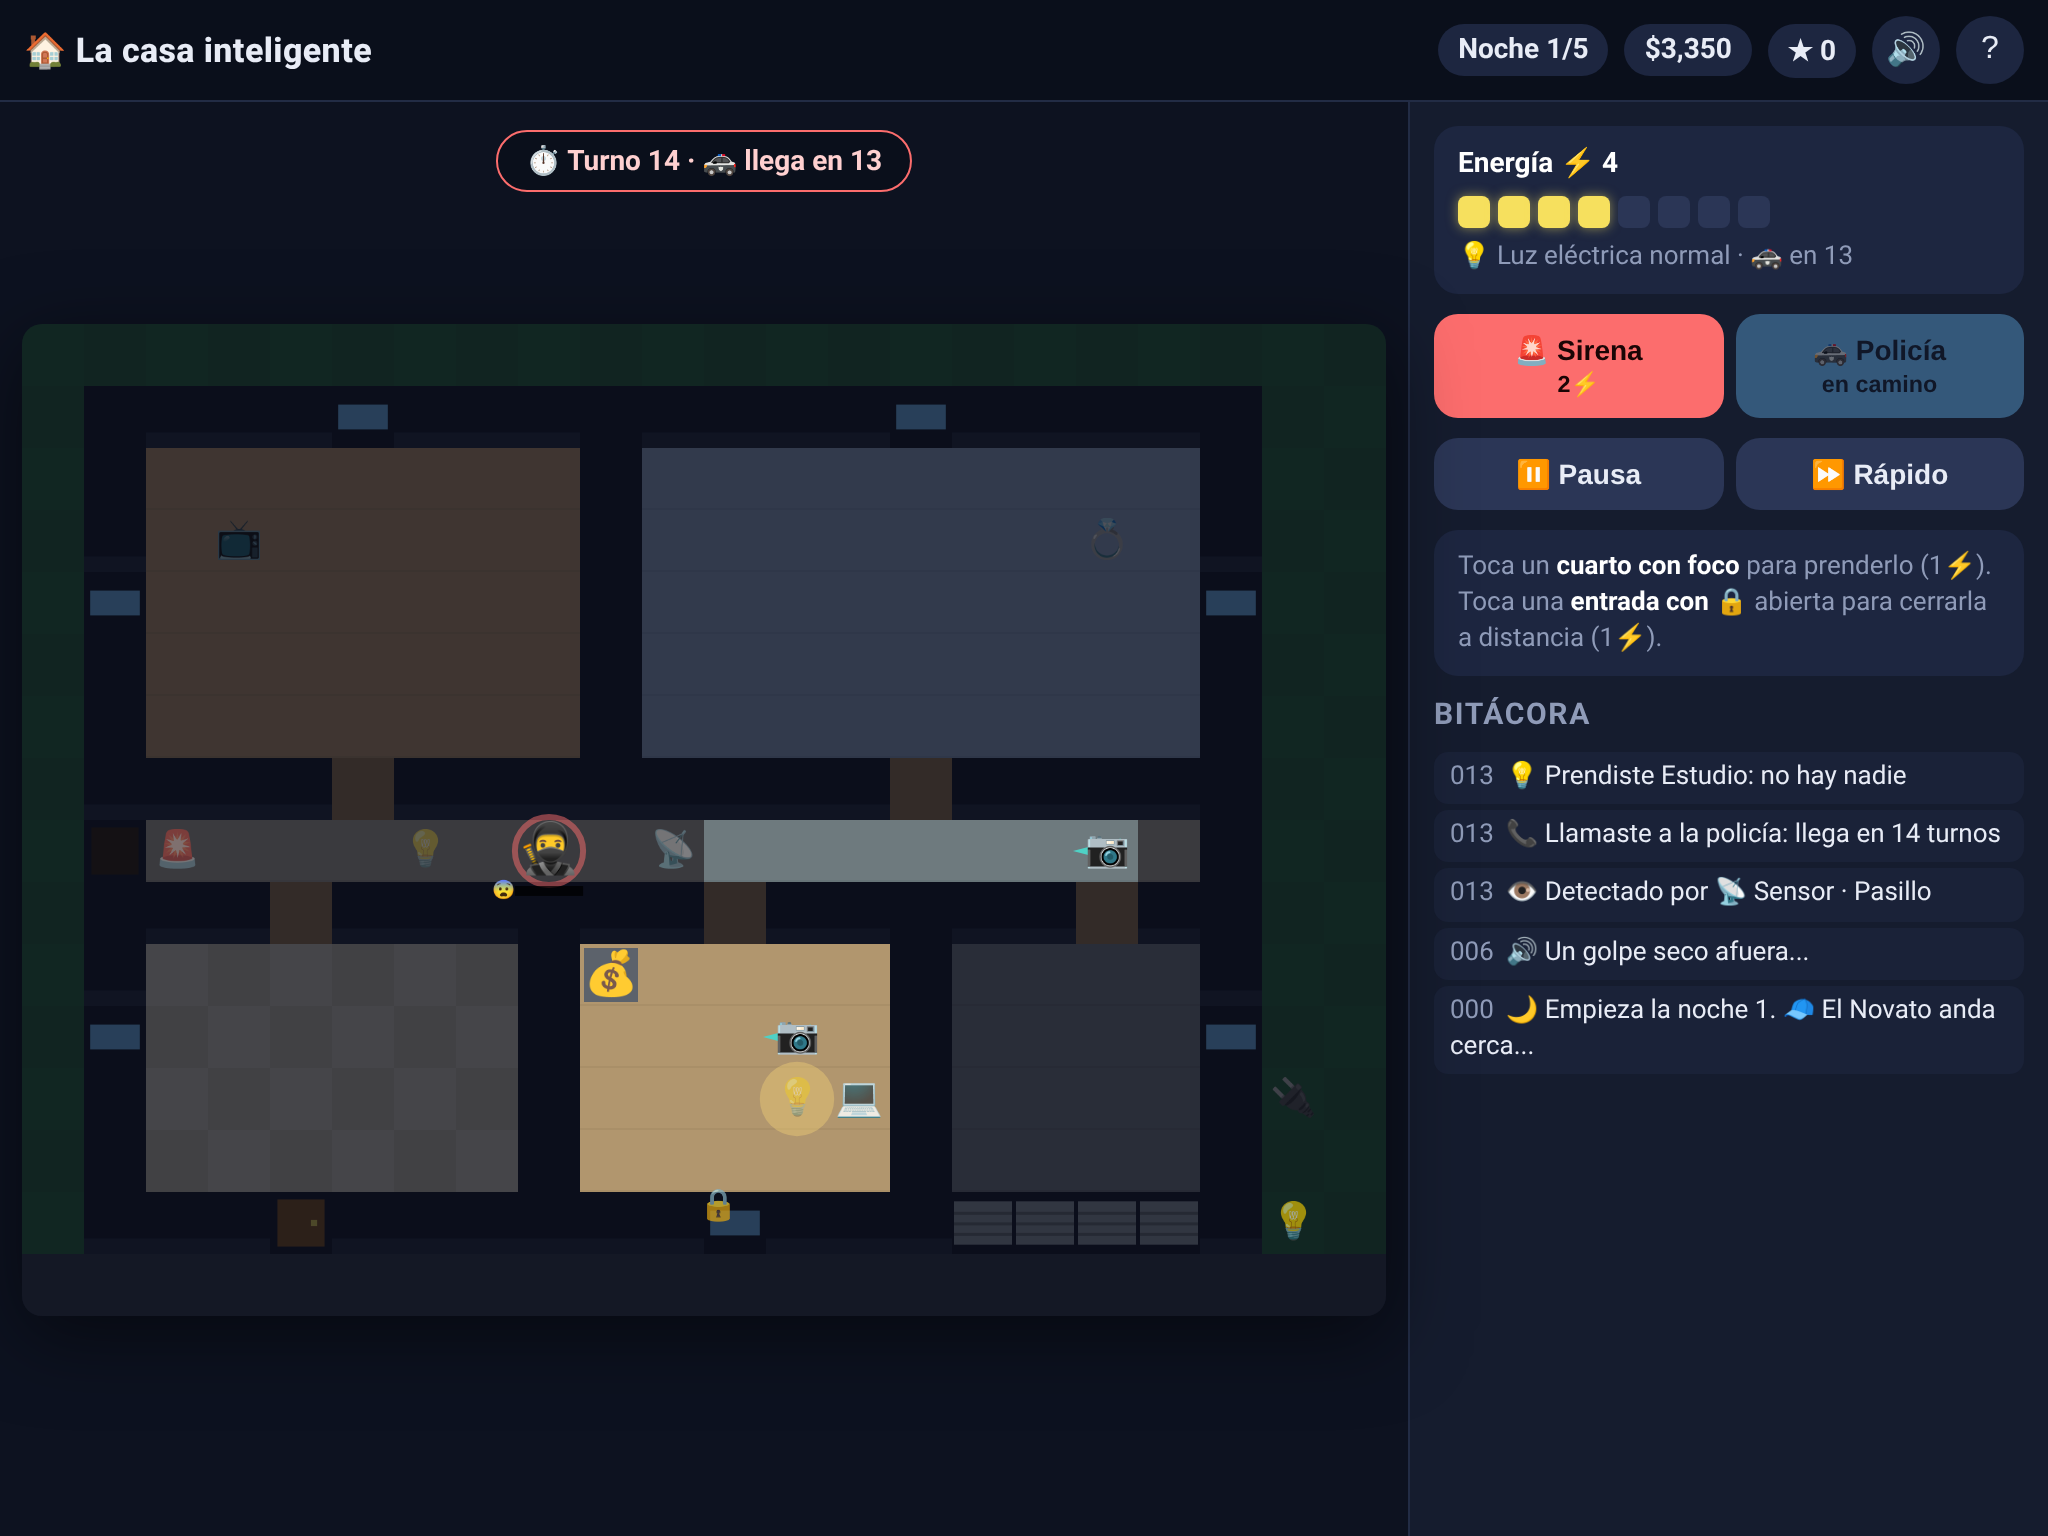 La casa inteligente
Noche 1/5
$3,350
★ 0
?
Turno 14 · llega en 13
Energía ⚡ 4
Luz eléctrica normal · en 13
Sirena
2⚡
Policía
en camino
Pausa
Rápido
Toca un cuarto con foco para prenderlo (1⚡).
Toca una entrada con 🔒 abierta para cerrarla
a distancia (1⚡).
BITÁCORA
013 Prendiste Estudio: no hay nadie
013 Llamaste a la policía: llega en 14 turnos
013 Detectado por Sensor · Pasillo
006 Un golpe seco afuera...
000 Empieza la noche 1. El Novato anda
cerca...